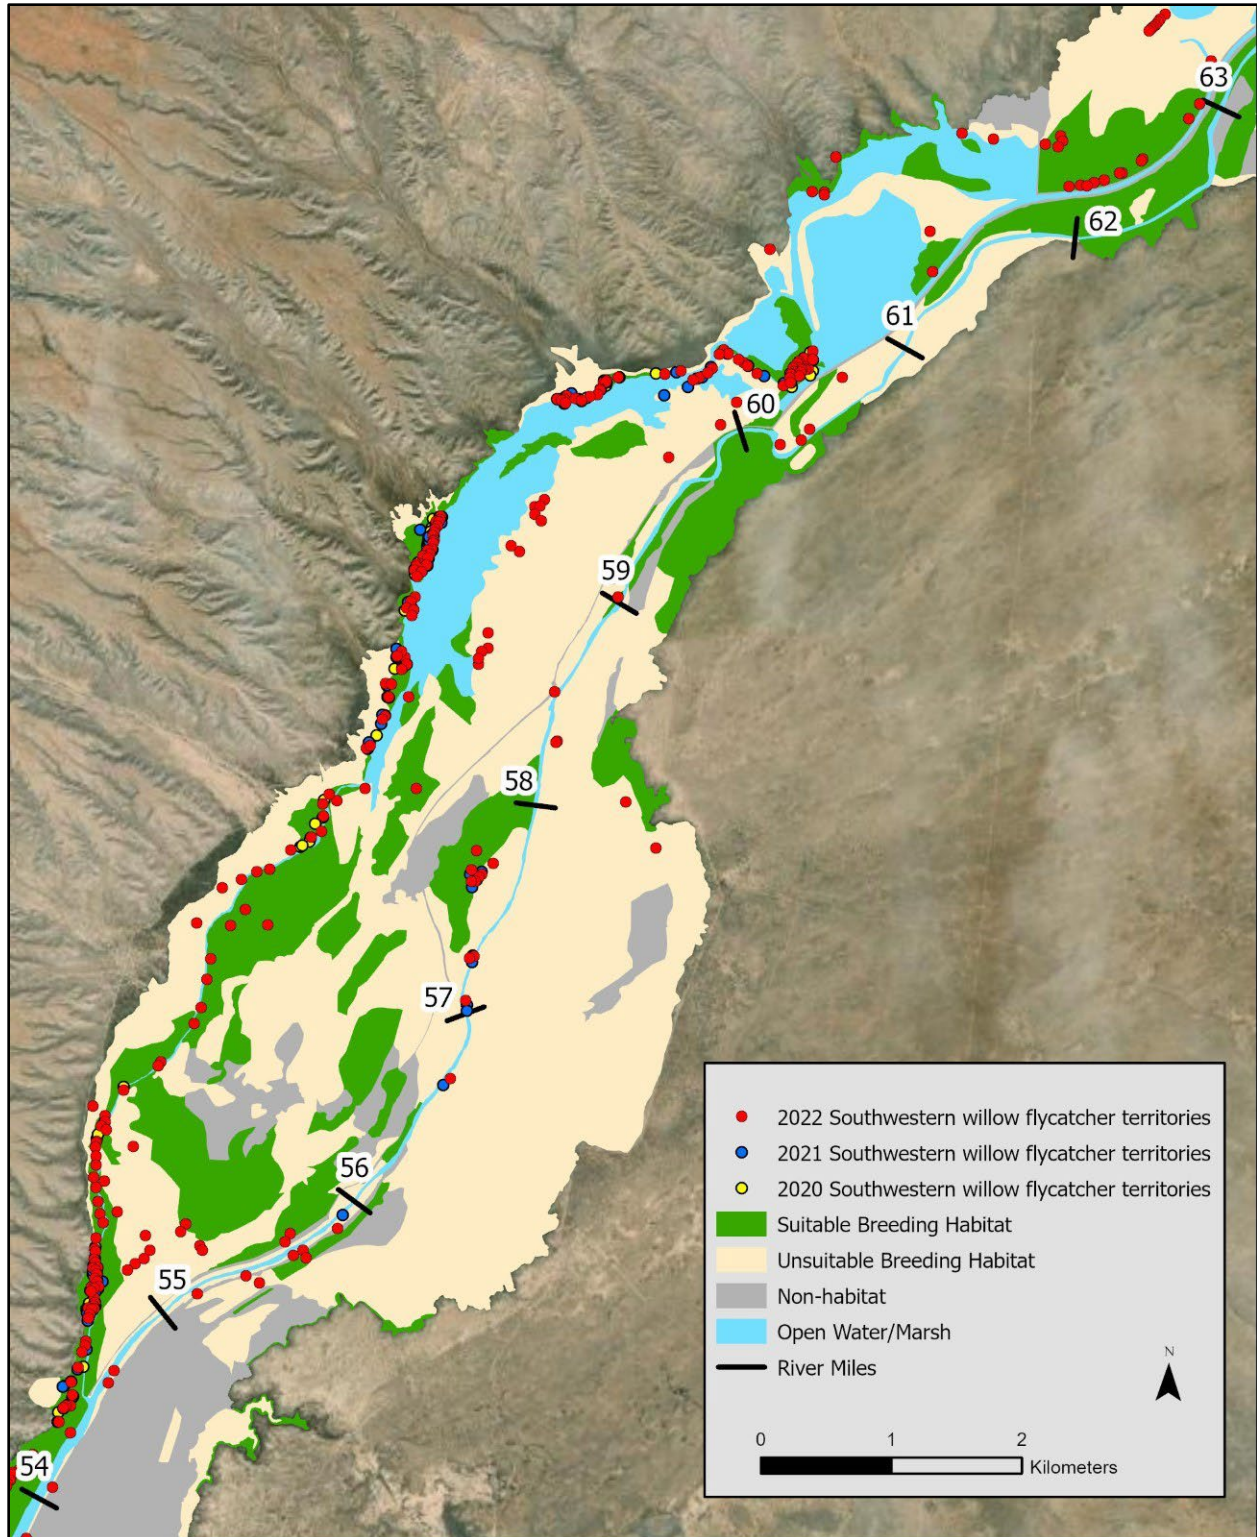 63
62
61
60
59
58
57
56
55
54
2022 Southwestern willow flycatcher territories
2021 Southwestern willow flycatcher territories
2020 Southwestern willow flycatcher territories
Suitable Breeding Habitat
Unsuitable Breeding Habitat
Non-habitat
Open Water/Marsh
River Miles
N
0 1 2
Kilometers